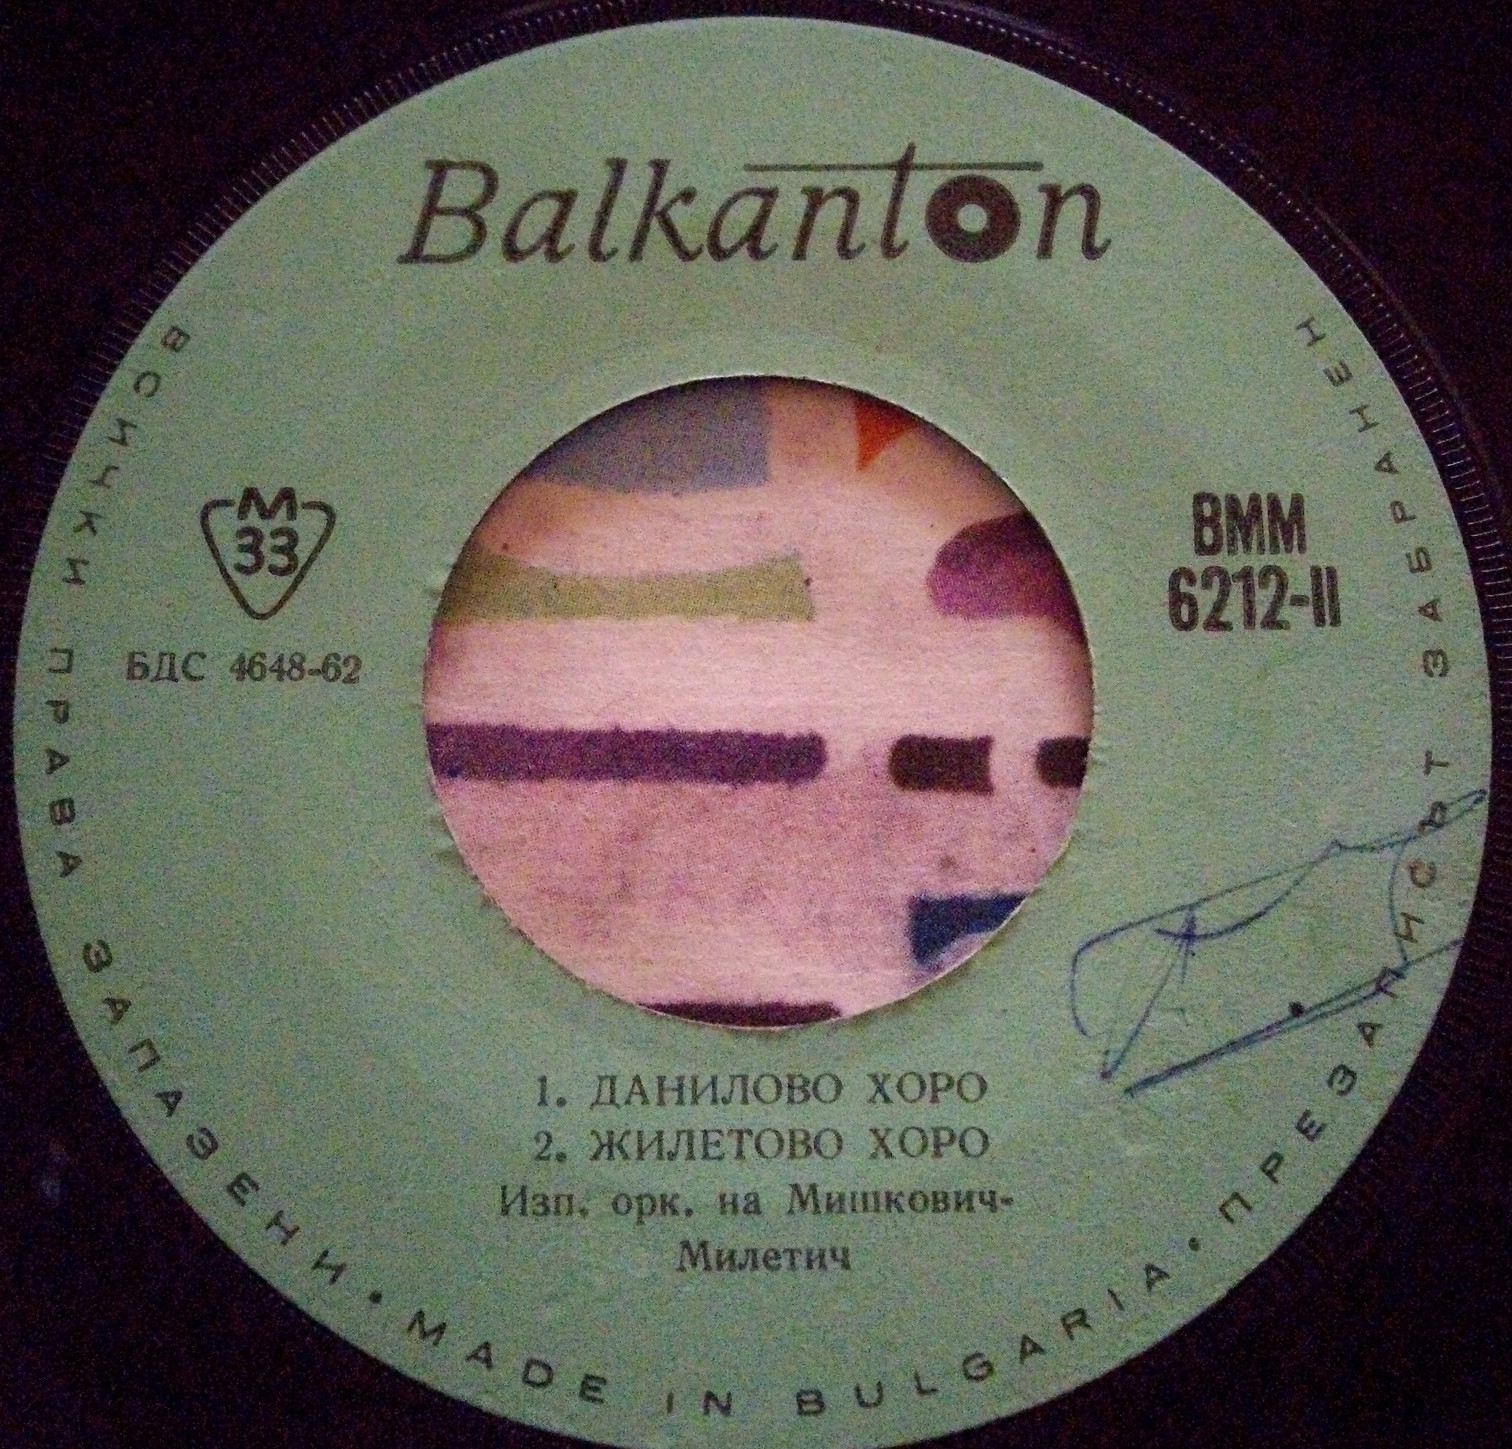 Balkanton
М
33
БДС 4648-62
ВММ
6212-II
1. ДАНИЛОВО ХОРО
2. ЖИЛЕТОВО ХОРО
Изп. орк. на Мишкович-
Милетич
ВСИЧКИ ПРАВА ЗАПАЗЕНИ • MADE IN BULGARIA • ПРЕЗАПИСЪТ ЗАБРАНЕН